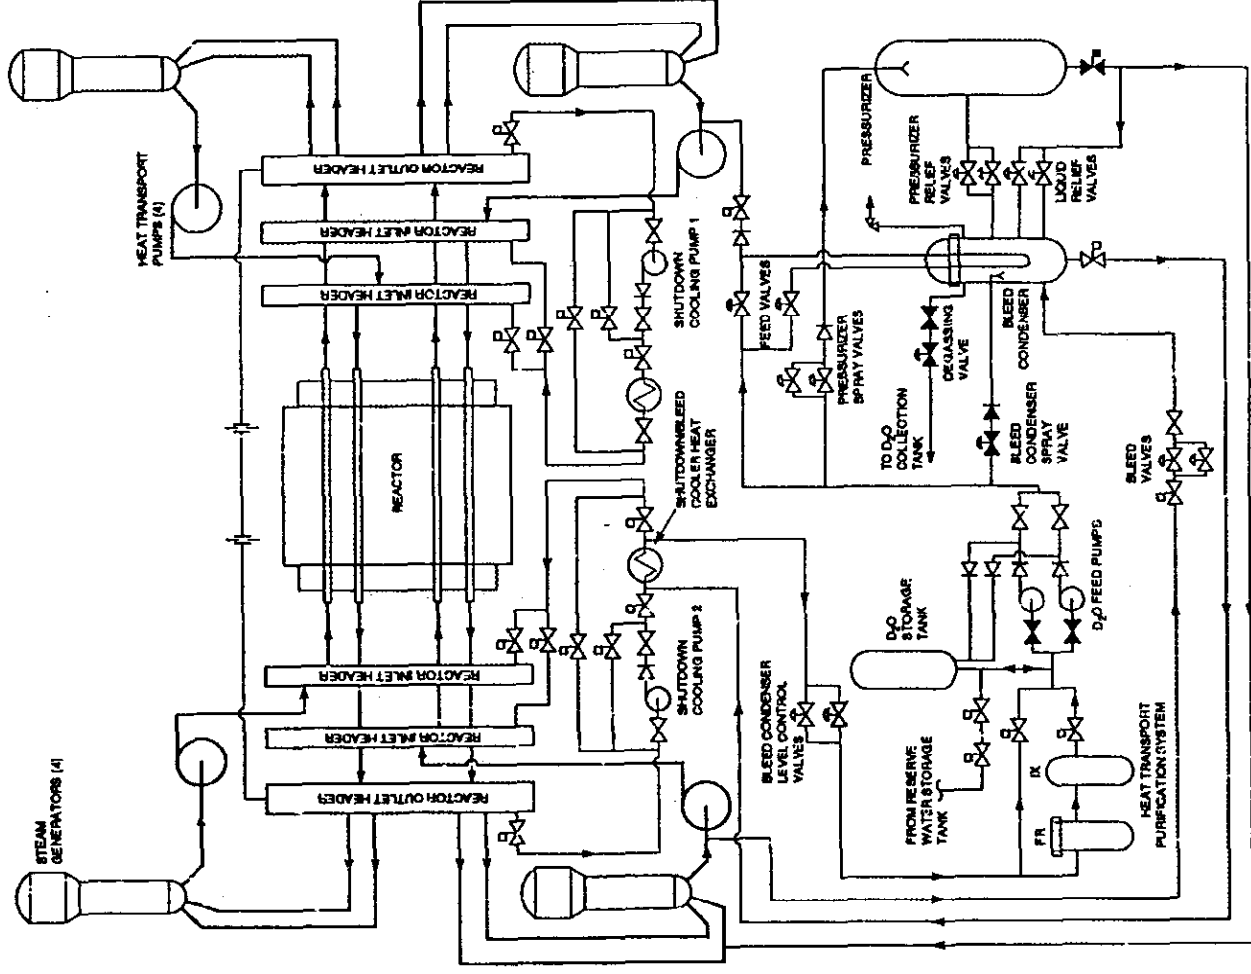 STEAM
GENERATORS (4)
HEAT TRANSPORT
PUMPS (4)
REACTOR OUTLET HEADER
REACTOR INLET HEADER
REACTOR INLET HEADER
REACTOR
REACTOR INLET HEADER
REACTOR INLET HEADER
REACTOR OUTLET HEADER
SHUTDOWN
COOLING PUMP 2
SHUTDOWN/BLEED
COOLER HEAT
EXCHANGER
SHUTDOWN
COOLING PUMP 1
BLEED CONDENSER
LEVEL CONTROL
VALVES
FEED VALVES
PRESSURIZER
SPRAY VALVES
PRESSURIZER
PRESSURIZER
RELIEF
VALVES
LIQUID
RELIEF
VALVES
D₂O
STORAGE
TANK
TO D₂O
COLLECTION
TANK
DEGASSING
VALVE
BLEED
CONDENSER
BLEED
CONDENSER
SPRAY
VALVE
FROM RESERVE
WATER STORAGE
TANK
D₂O FEED PUMPS
BLEED
VALVES
FR
IX
HEAT TRANSPORT
PURIFICATION SYSTEM